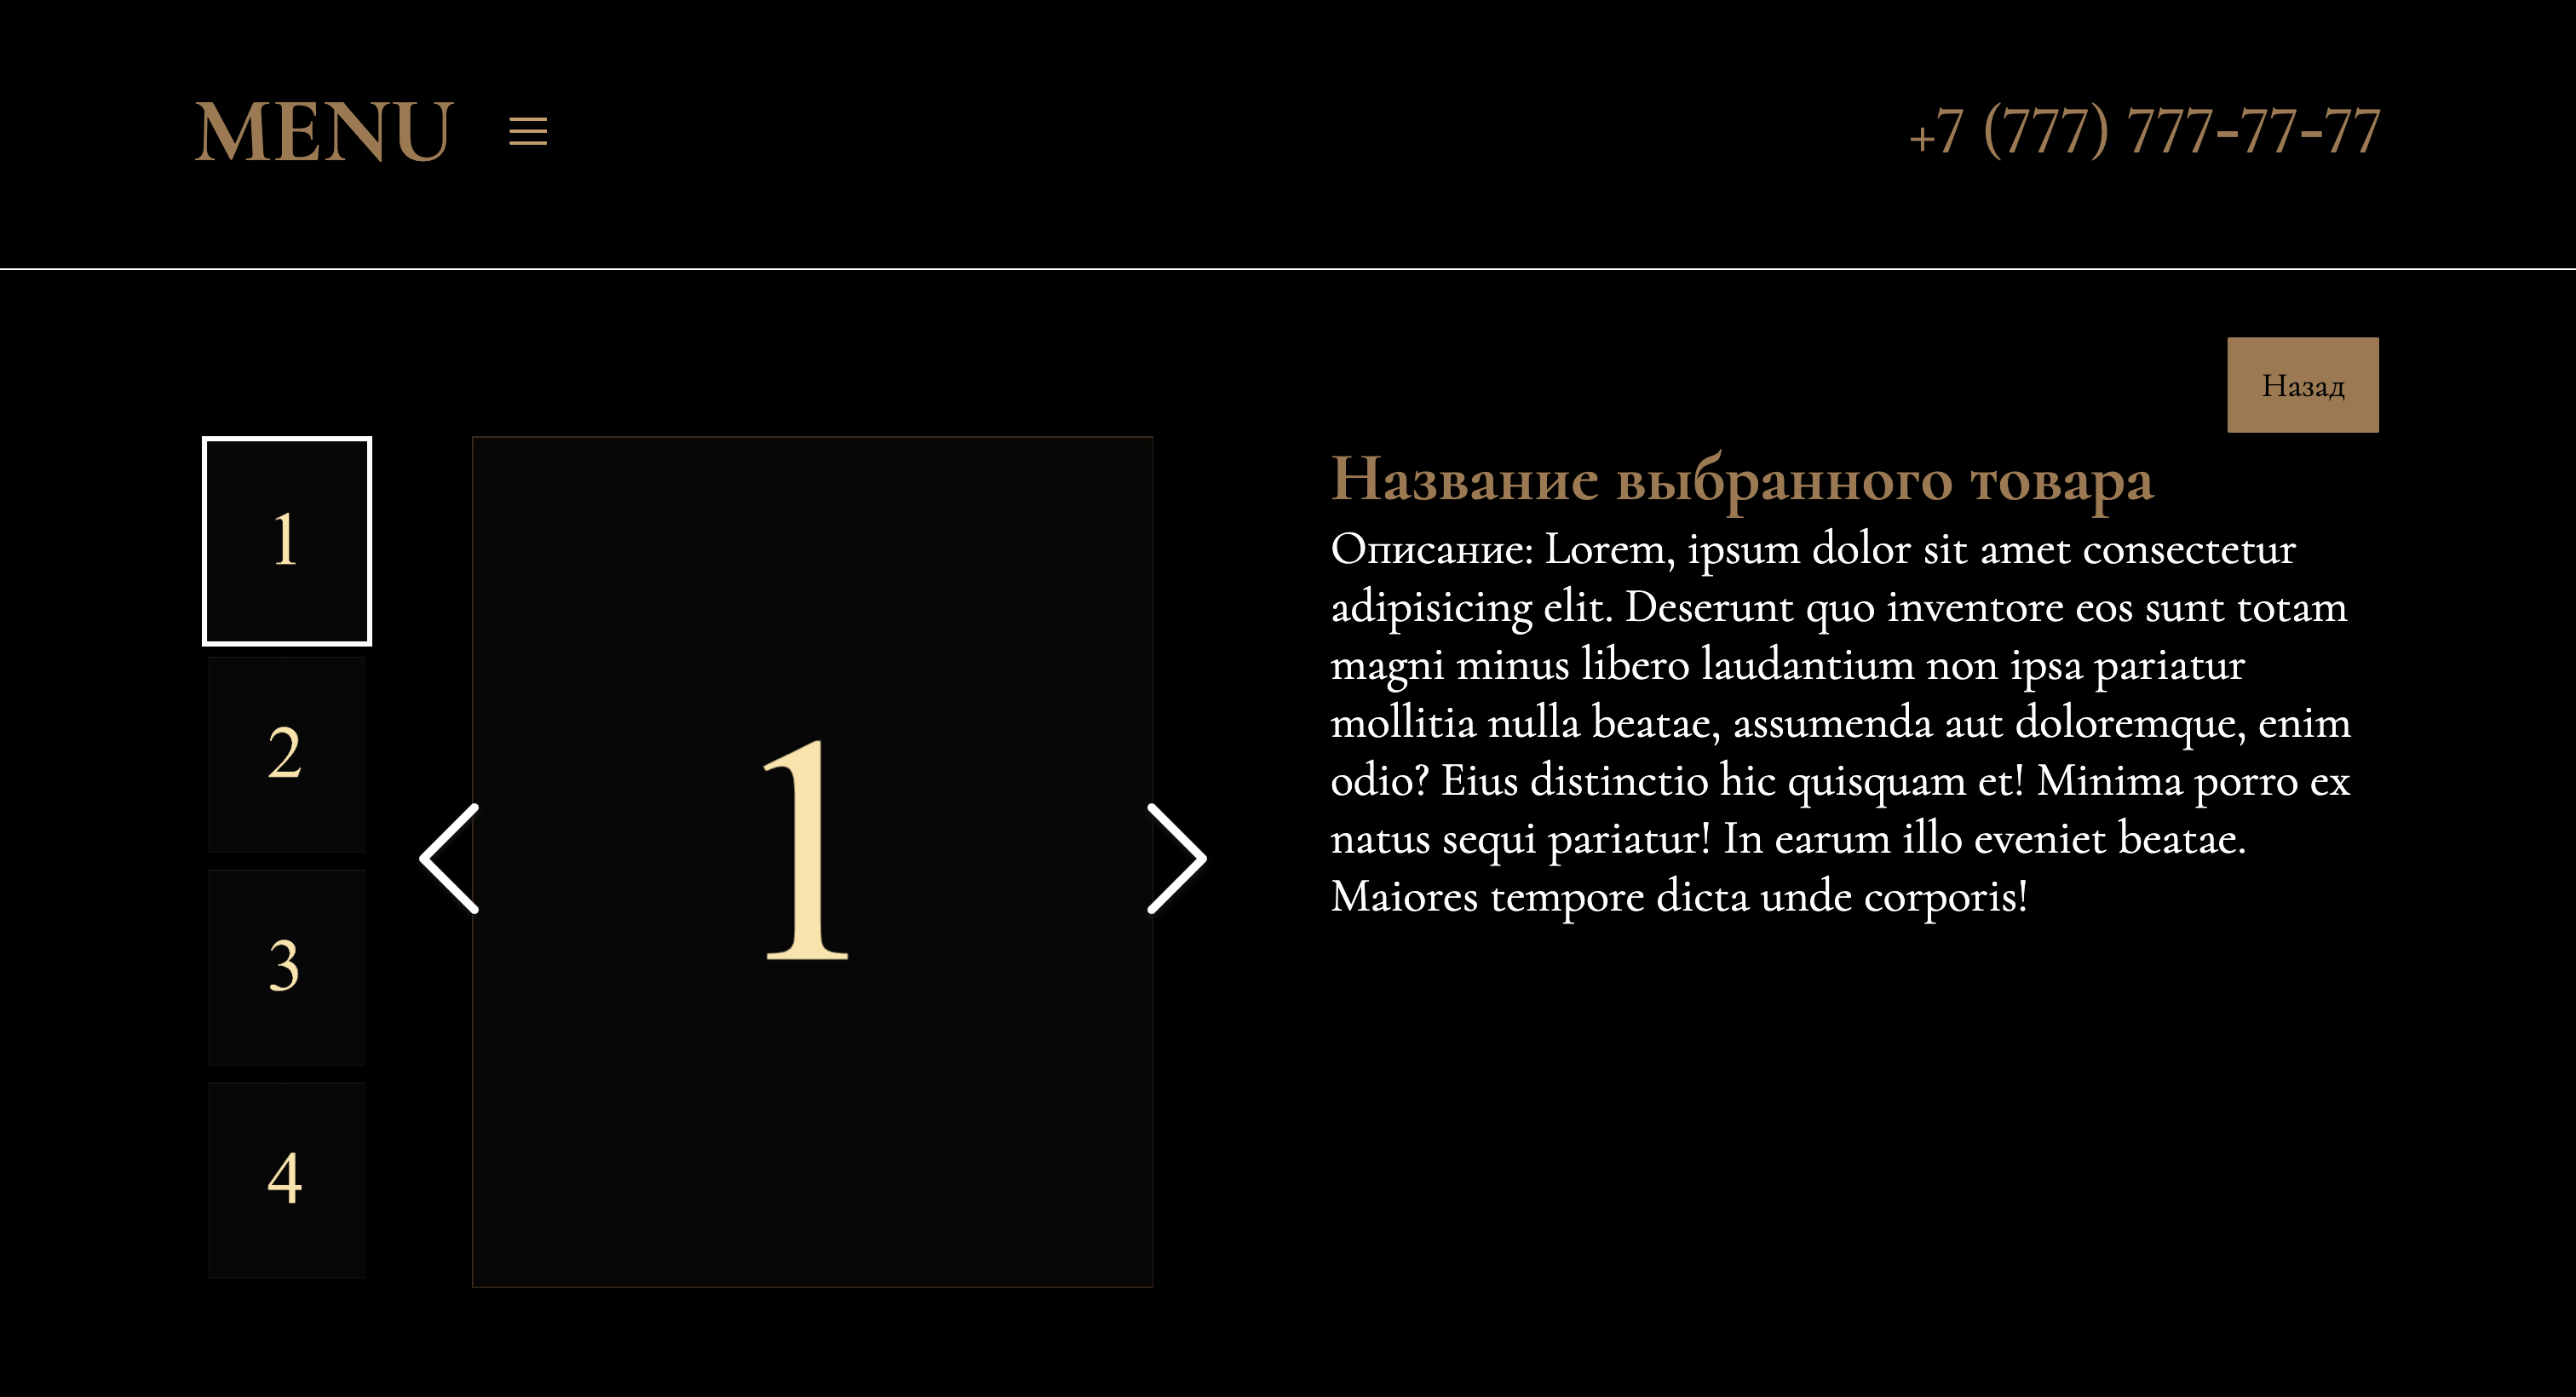 MENU
+7 (777) 777-77-77
Назад
1
2
3
4
1
Название выбранного товара
Описание: Lorem, ipsum dolor sit amet consectetur
adipisicing elit. Deserunt quo inventore eos sunt totam
magni minus libero laudantium non ipsa pariatur
mollitia nulla beatae, assumenda aut doloremque, enim
odio? Eius distinctio hic quisquam et! Minima porro ex
natus sequi pariatur! In earum illo eveniet beatae.
Maiores tempore dicta unde corporis!